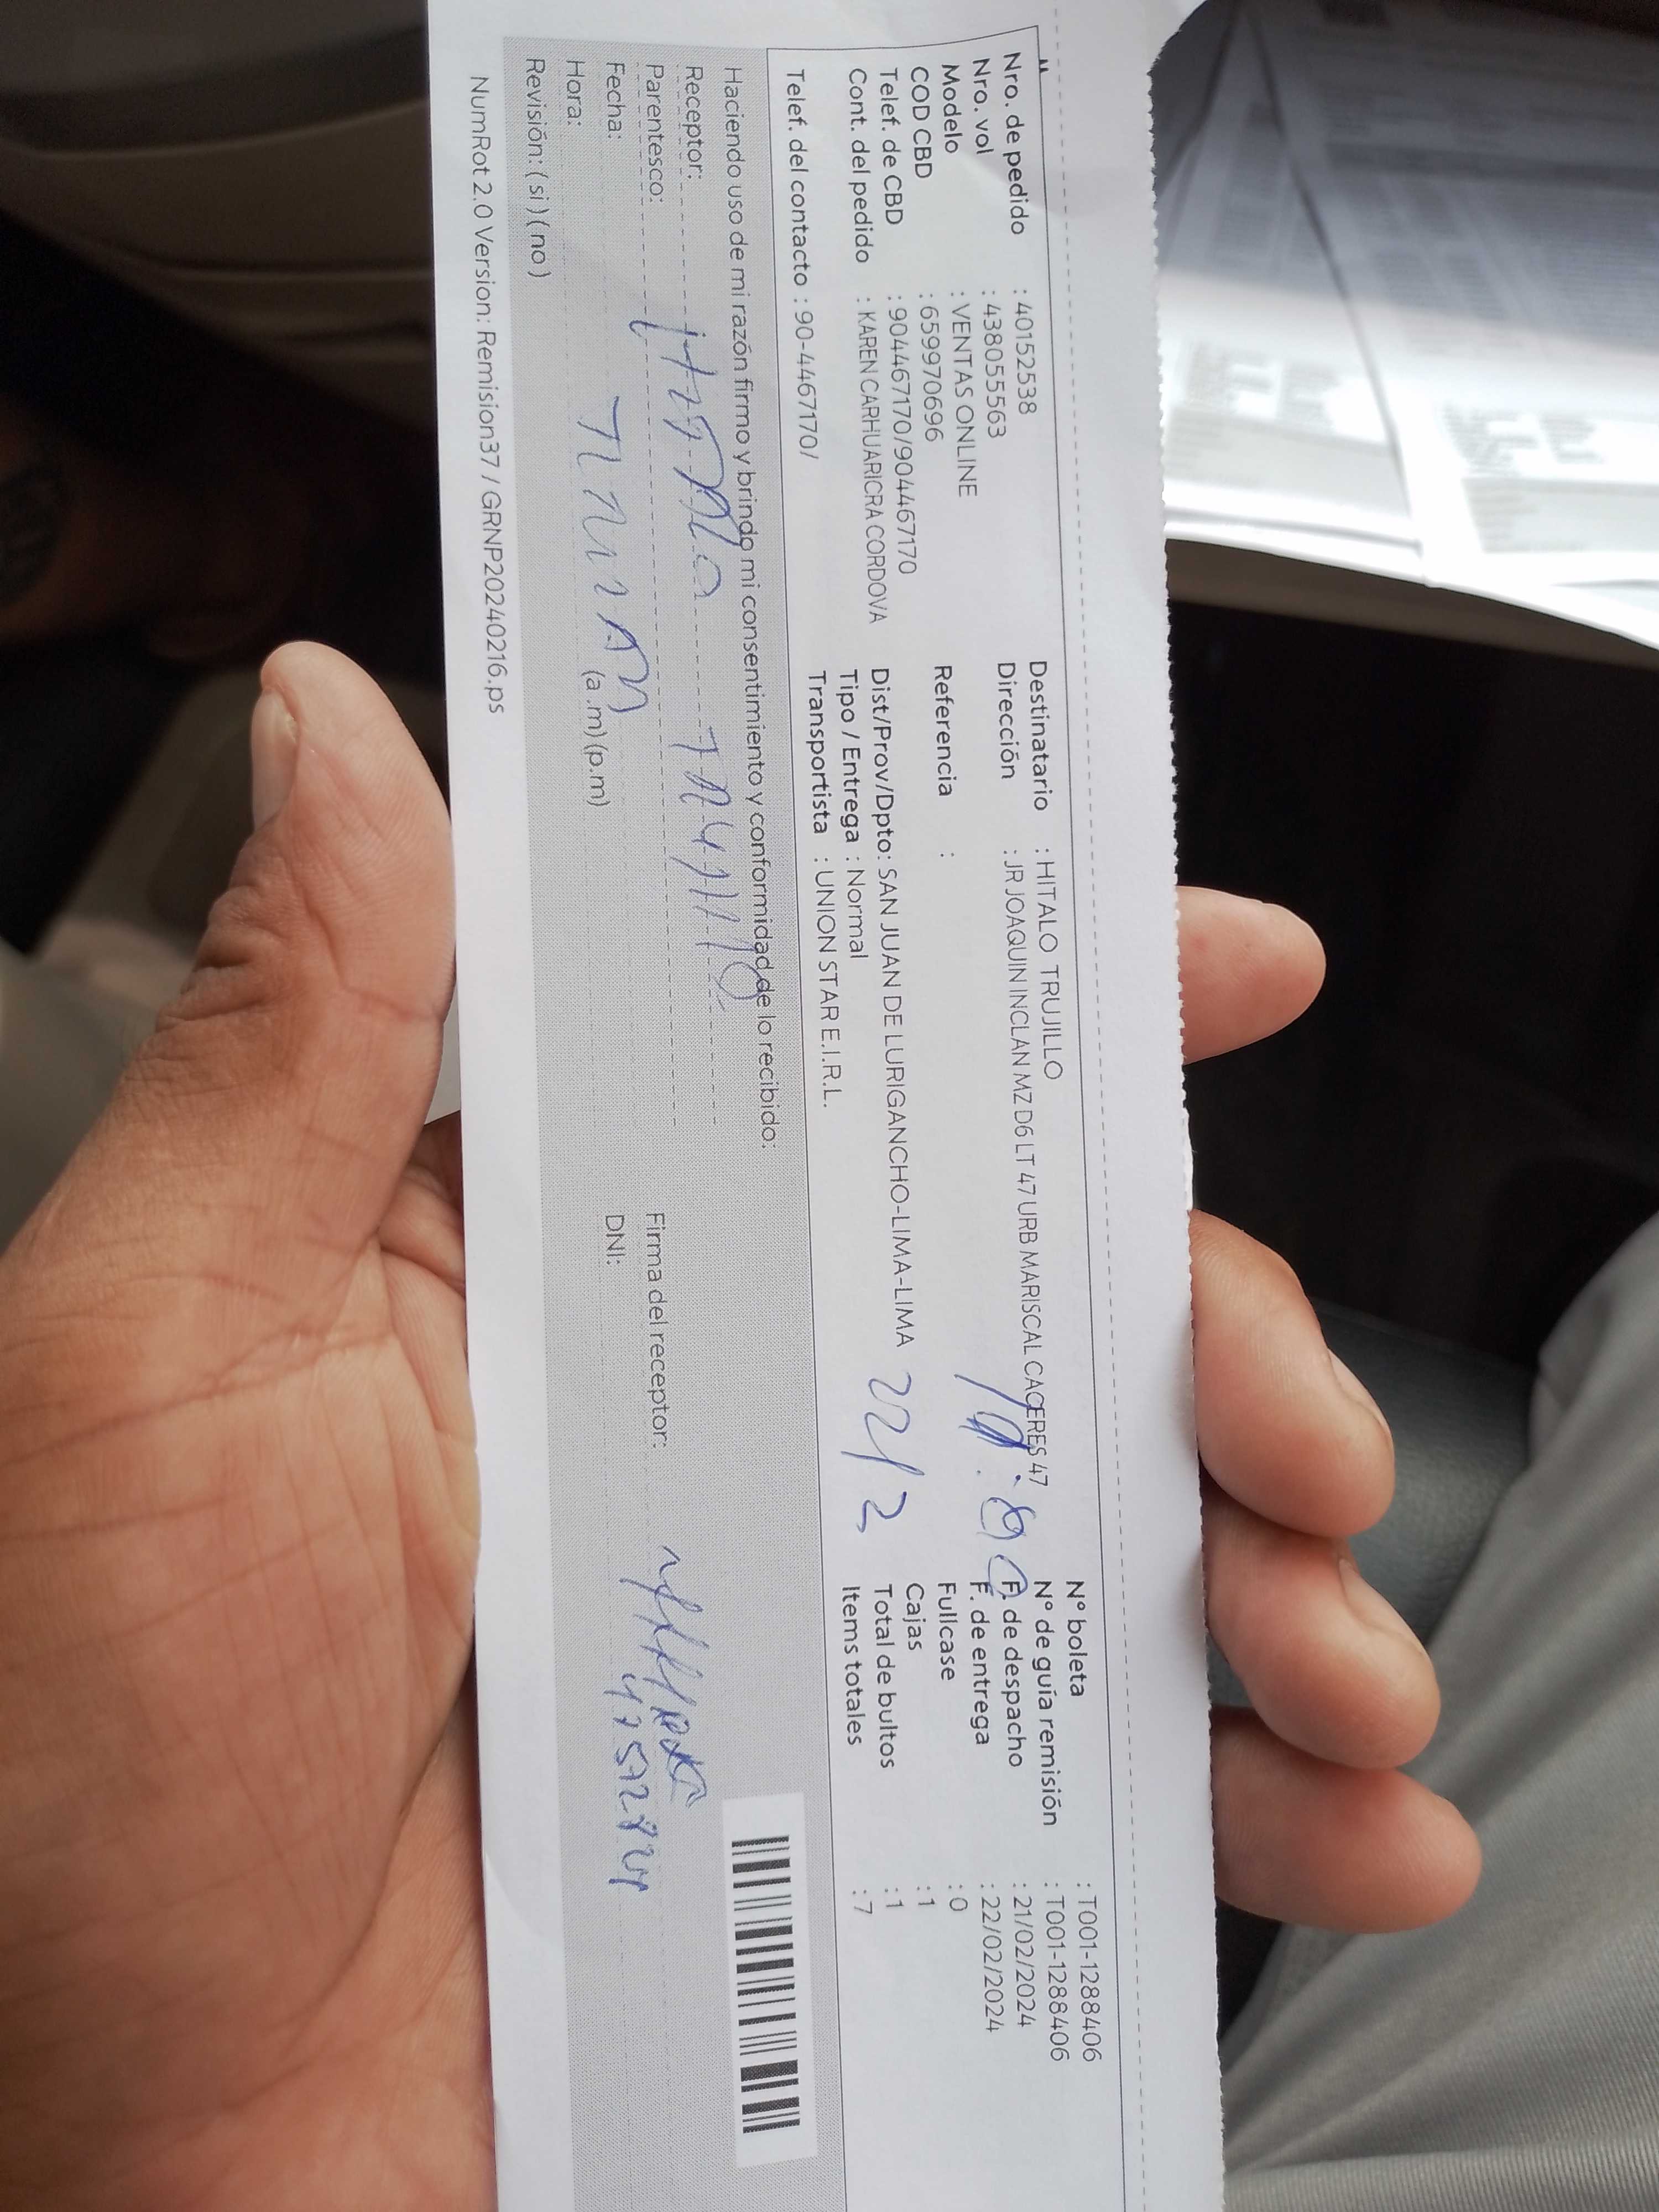 Nro. de pedido : 40152538
Nro. vol : 4380555563
Modelo : VENTAS ONLINE
COD CBD : 659970696
Telef. de CBD : 904467170/904467170
Cont. del pedido : KAREN CARHUARICRA CORDOVA
Telef. del contacto : 90-4467170/
Destinatario : HITALO TRUJILLO
Dirección : JR JOAQUIN INCLAN MZ D6 LT 47 URB MARISCAL CACERES 47
Referencia :
Dist/Prov/Dpto: SAN JUAN DE LURIGANCHO-LIMA-LIMA
Tipo / Entrega : Normal
Transportista : UNION STAR E.I.R.L.
22/2
N° boleta : T001-1288406
N° de guía remisión : T001-1288406
F. de despacho : 21/02/2024
F. de entrega : 22/02/2024
Fullcase : 0
Cajas : 1
Total de bultos : 1
Items totales : 7
Haciendo uso de mi razón firmo y brindo mi consentimiento y conformidad de lo recibido:
Receptor:
Parentesco:
Fecha:
Hora: (a.m)(p.m)
Revisión: ( si ) ( no )
Firma del receptor:
DNI:
NumRot 2.0 Version: Remision37 / GRNP20240216.ps